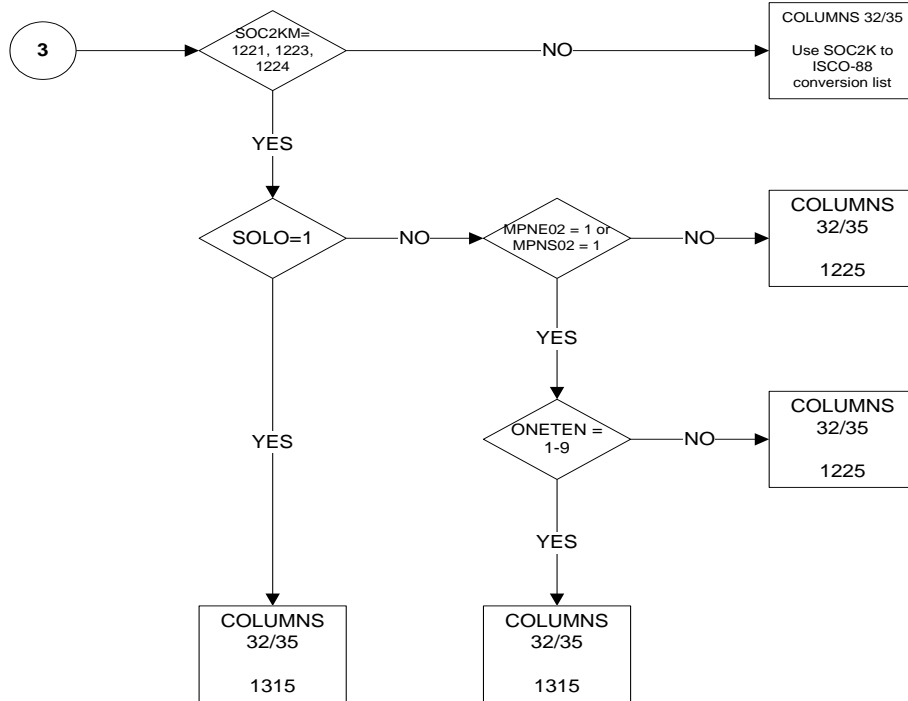 3
SOC2KM=
1221, 1223,
1224
NO
COLUMNS 32/35
Use SOC2K to
ISCO-88
conversion list
YES
SOLO=1
NO
MPNE02 = 1 or
MPNS02 = 1
NO
COLUMNS
32/35
1225
YES
YES
ONETEN =
1-9
NO
COLUMNS
32/35
1225
YES
COLUMNS
32/35
1315
COLUMNS
32/35
1315